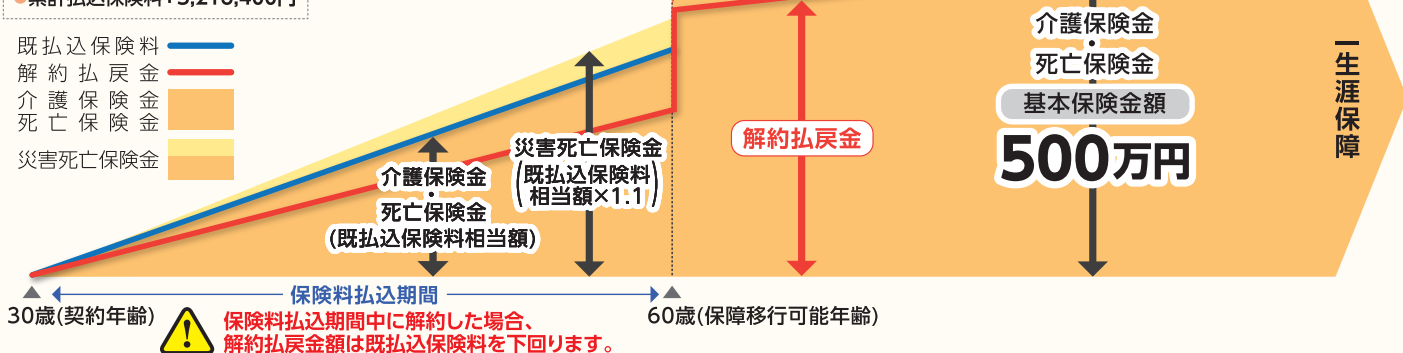 既払込保険料
解約払戻金
介護保険金
死亡保険金
災害死亡保険金
介護保険金
・
死亡保険金
(既払込保険料相当額)
災害死亡保険金
(既払込保険料
相当額×1.1)
解約払戻金
介護保険金
・
死亡保険金
基本保険金額
500万円
一生涯保障
保険料払込期間
30歳(契約年齢)
60歳(保障移行可能年齢)
保険料払込期間中に解約した場合、
解約払戻金額は既払込保険料を下回ります。